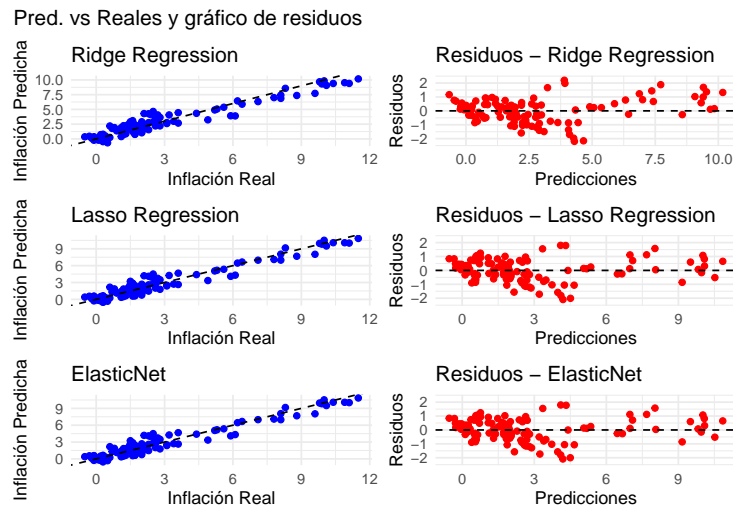 Pred. vs Reales y gráfico de residuos
Ridge Regression
Inflación Predicha
10.0
7.5
5.0
2.5
0.0
0 3 6 9 12
Inflación Real
Residuos − Ridge Regression
Residuos
2
1
0
−1
−2
0.0 2.5 5.0 7.5 10.0
Predicciones
Lasso Regression
Inflación Predicha
9
6
3
0
0 3 6 9 12
Inflación Real
Residuos − Lasso Regression
Residuos
2
1
0
−1
−2
0 3 6 9
Predicciones
ElasticNet
Inflación Predicha
9
6
3
0
0 3 6 9 12
Inflación Real
Residuos − ElasticNet
Residuos
2
1
0
−1
−2
0 3 6 9
Predicciones